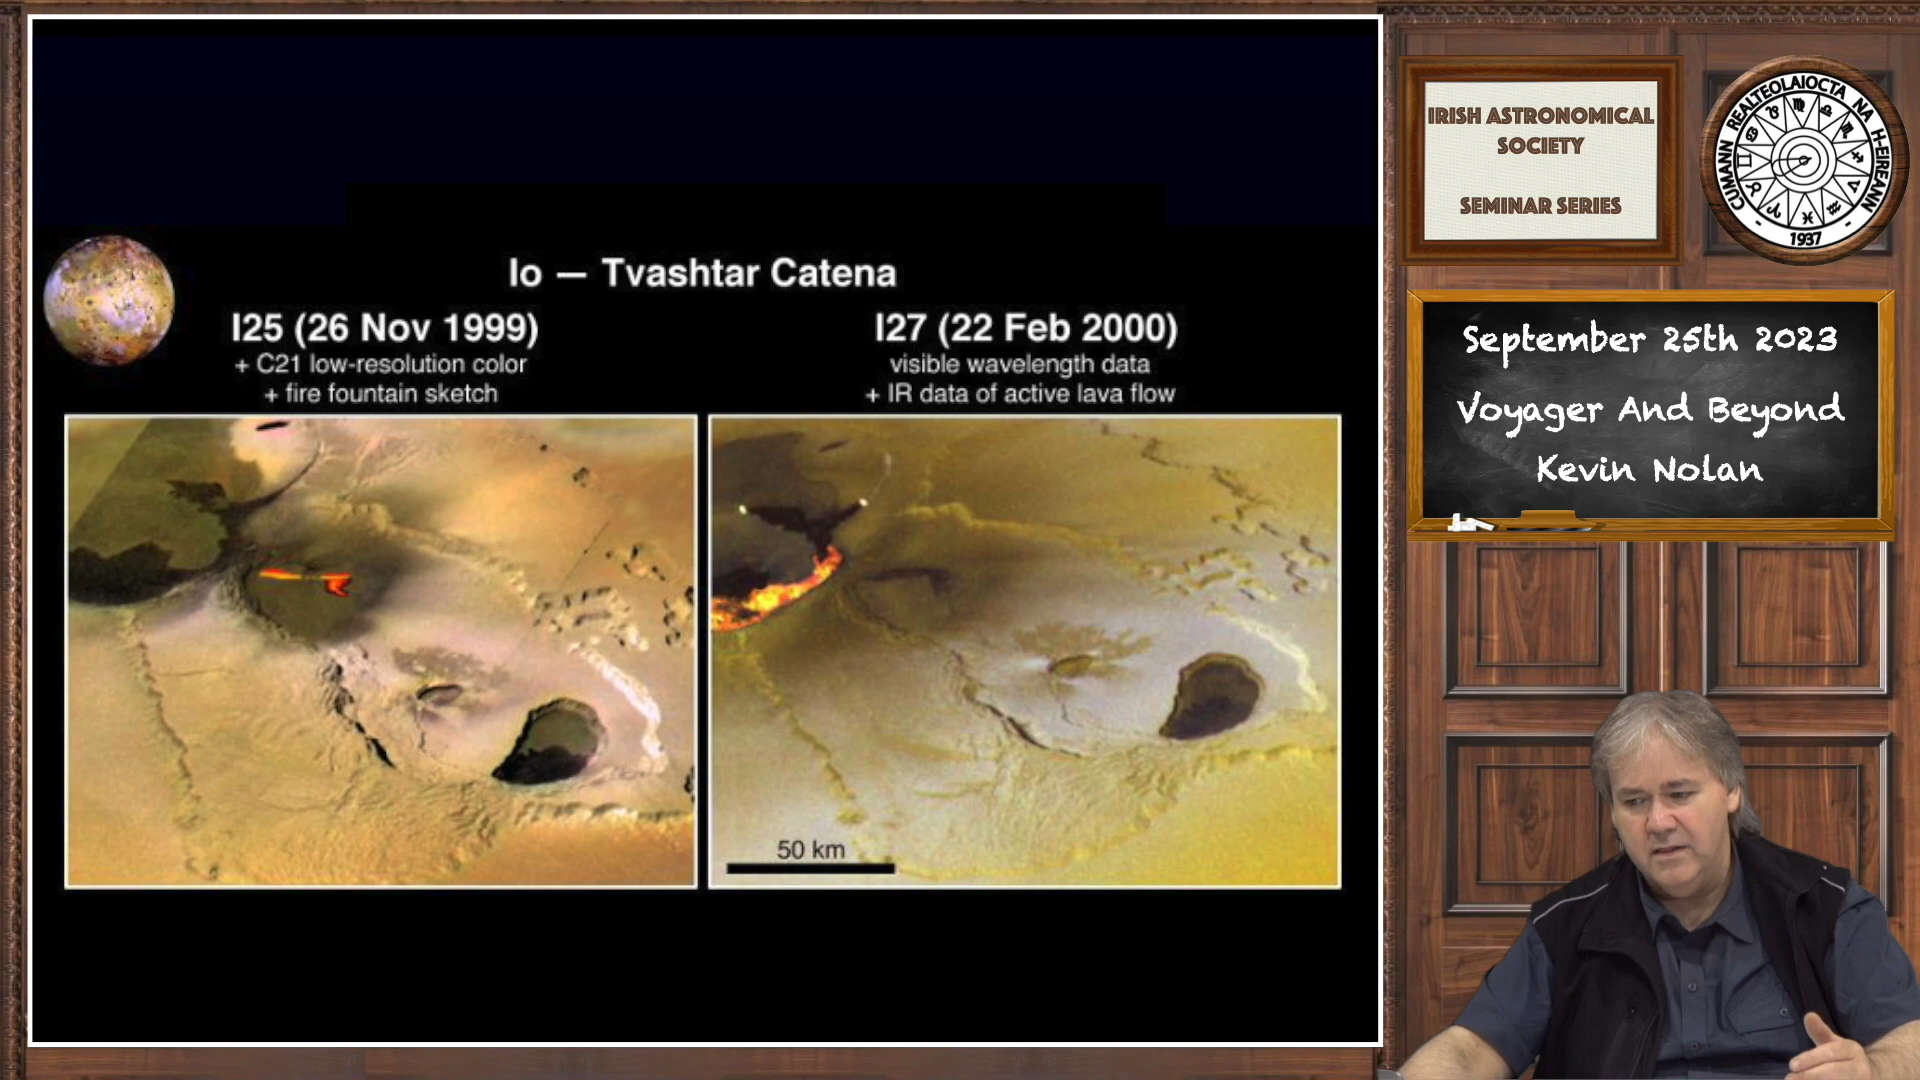 Io — Tvashtar Catena
I25 (26 Nov 1999)
+ C21 low-resolution color
+ fire fountain sketch
I27 (22 Feb 2000)
visible wavelength data
+ IR data of active lava flow
50 km
IRISH ASTRONOMICAL
SOCIETY
SEMINAR SERIES
CUMANN REALTEOLAIOCTA NA H-EIREANN
- 1937 -
September 25th 2023
Voyager And Beyond
Kevin Nolan